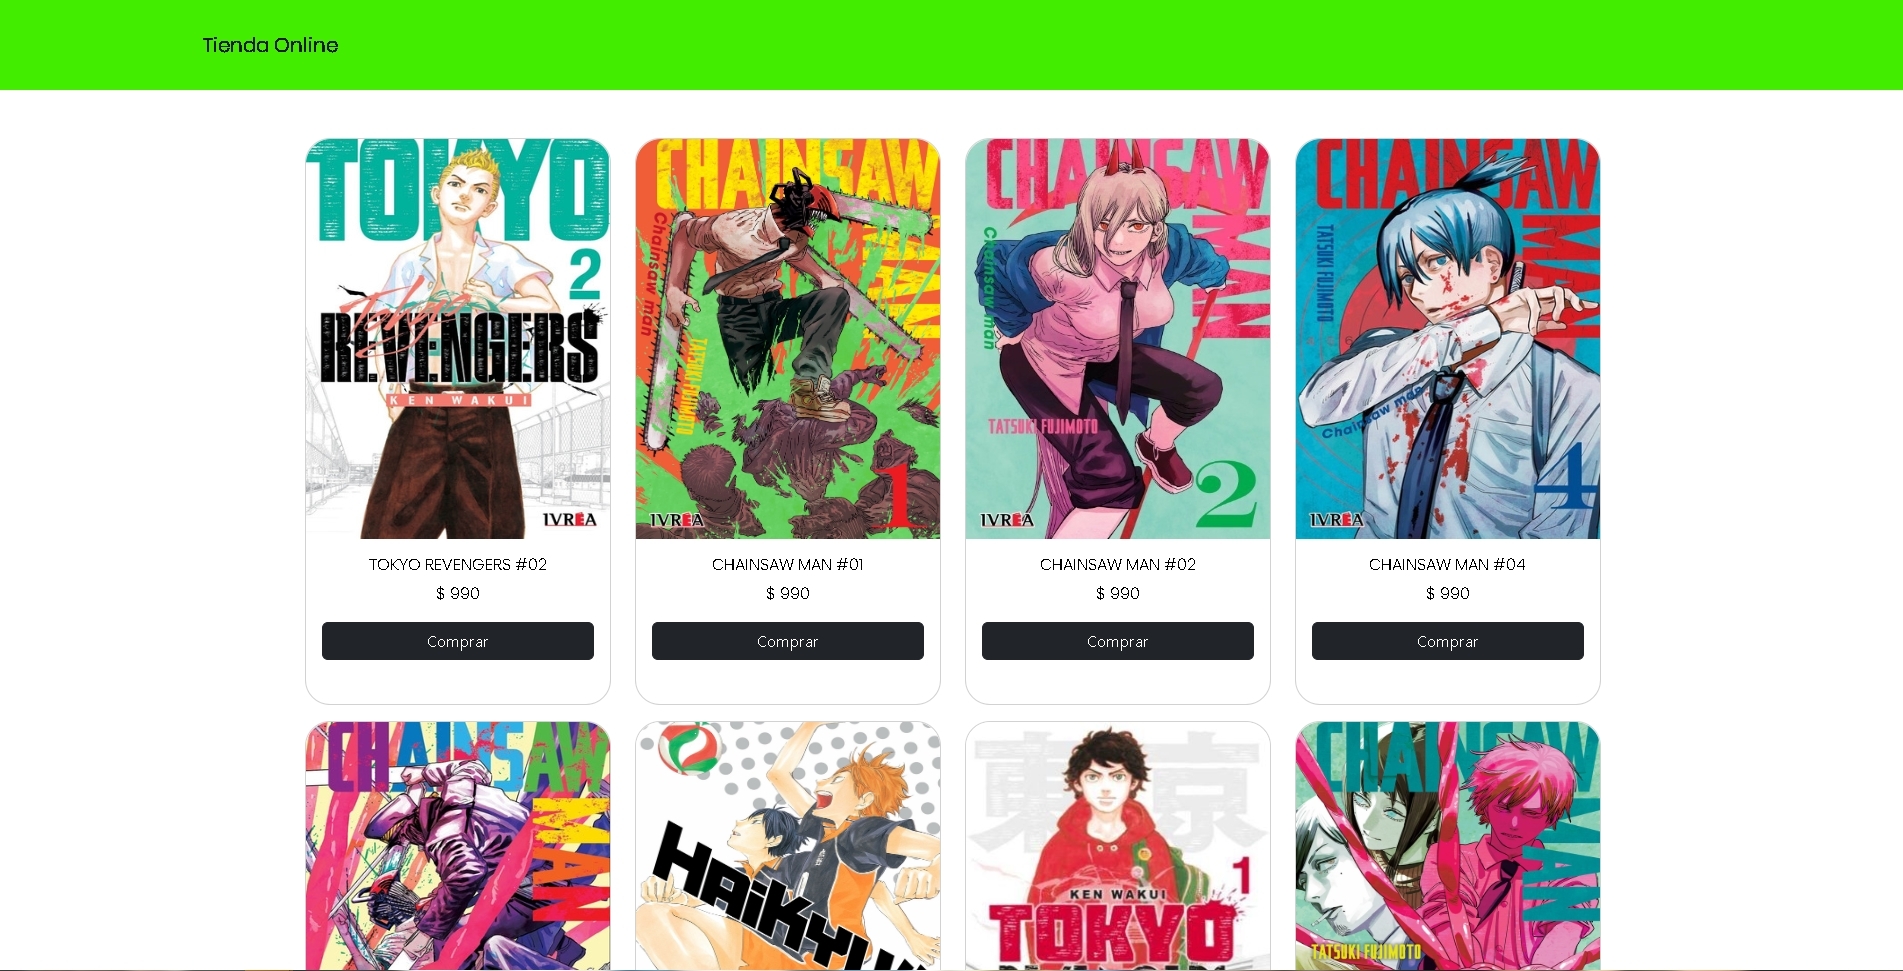 Tienda Online
TOKYO
2
Tokyo
REVENGERS
KEN WAKUI
IVREA
CHAINSAW
MAN
Chainsaw man
TATSUKI FUJIMOTO
1
IVREA
CHAINSAW
MAN
Chainsaw man
TATSUKI FUJIMOTO
2
IVREA
CHAINSAW
MAN
TATSUKI FUJIMOTO
Chainsaw man
4
IVREA
TOKYO REVENGERS #02
$ 990
Comprar
CHAINSAW MAN #01
$ 990
Comprar
CHAINSAW MAN #02
$ 990
Comprar
CHAINSAW MAN #04
$ 990
Comprar
CHAINSAW
MAN
HAIKYU
東京
1
KEN WAKUI
TOKYO
CHAINSAW
MAN
TATSUKI FUJIMOTO